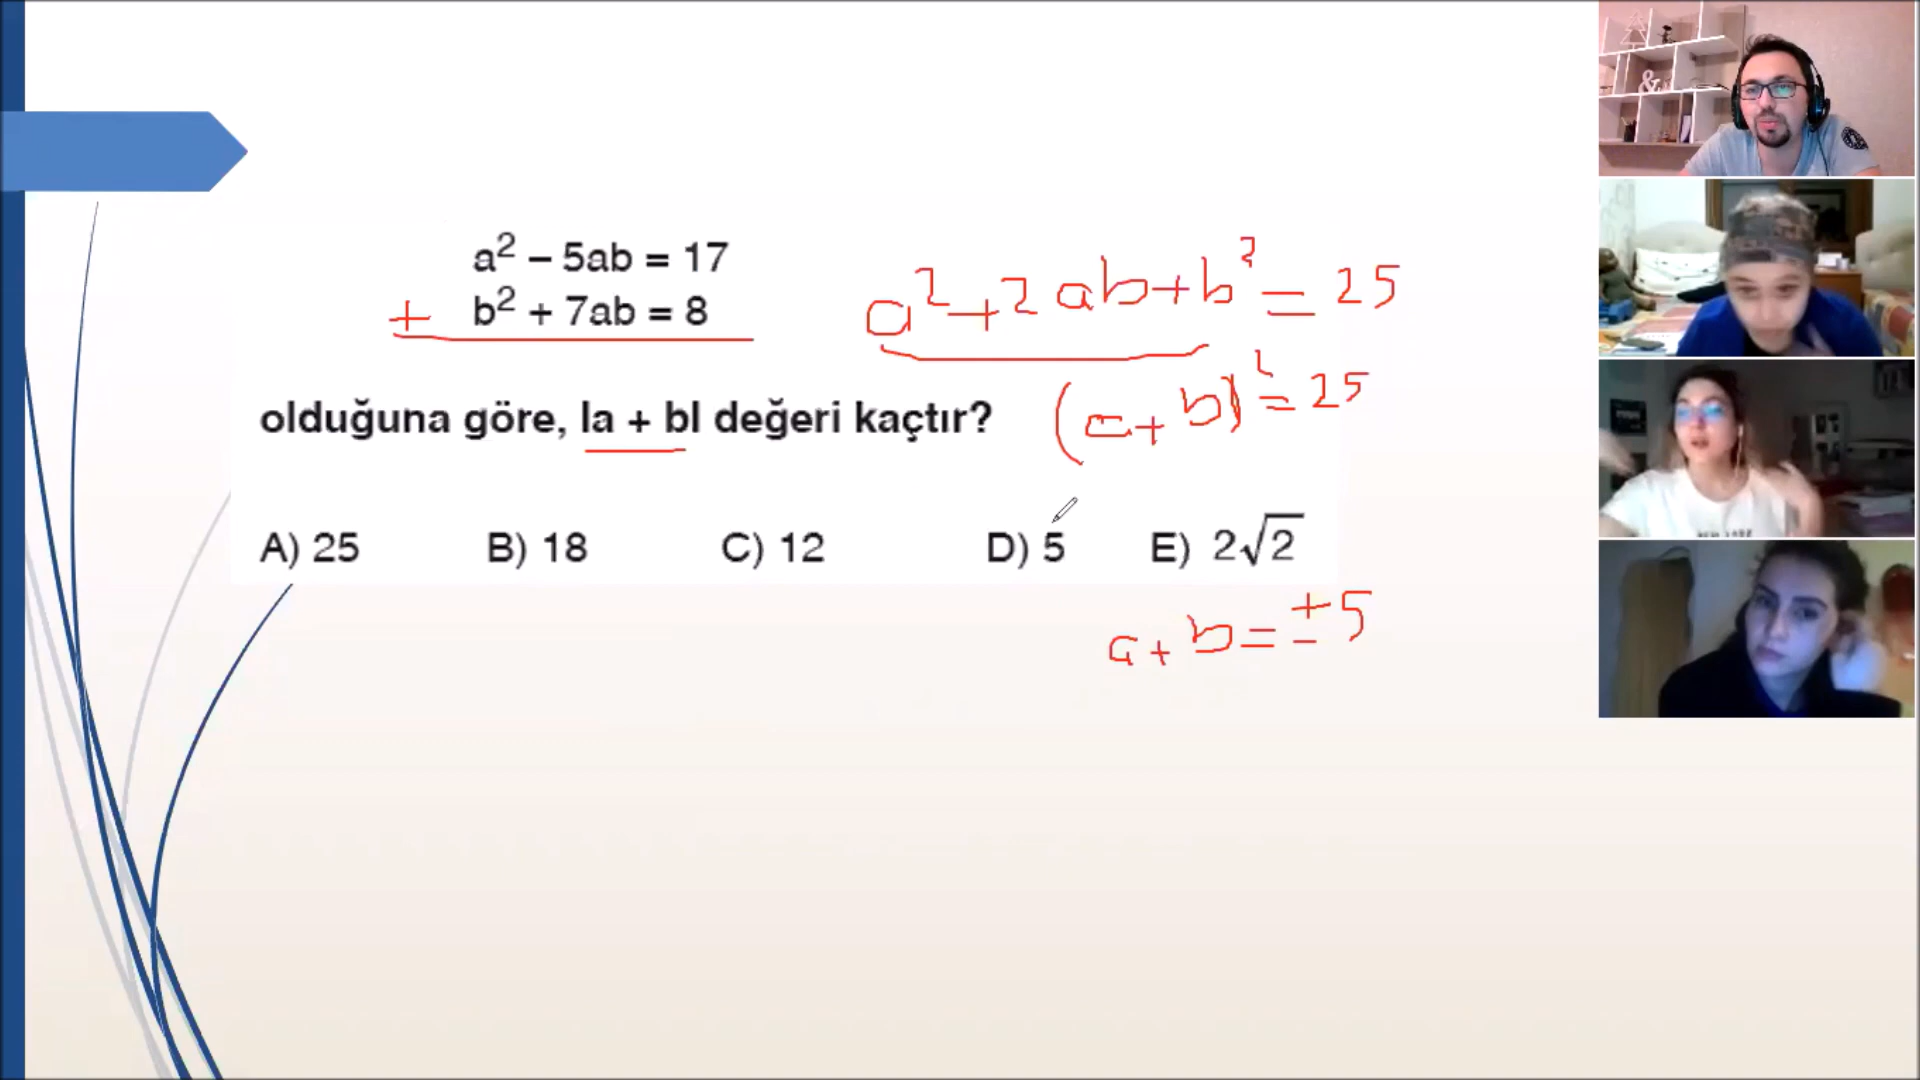 a² – 5ab = 17
+ b² + 7ab = 8
a² + 2ab + b² = 25
(a + b)² = 25
olduğuna göre, la + bl değeri kaçtır?
A) 25 B) 18 C) 12 D) 5 E) 2√2
a + b = ±5
&